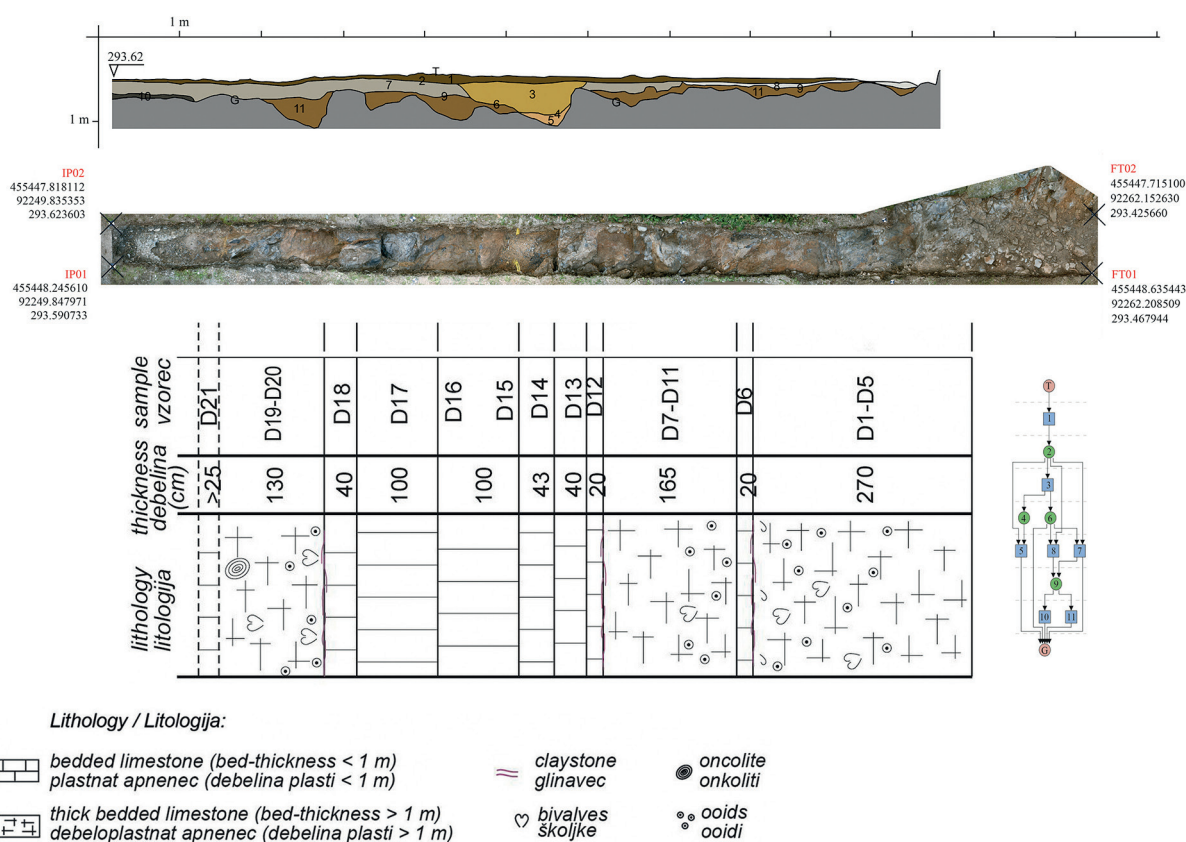 1 m
293.62
1 m
T
1
2
3
4
5
6
7
8
9
9
10
11
11
G
G
IP02
455447.818112
92249.835353
293.623603
IP01
455448.245610
92249.847971
293.590733
FT02
455447.715100
92262.152630
293.425660
FT01
455448.635443
92262.208509
293.467944
sample
vzorec
D21
D19-D20
D18
D17
D16
D15
D14
D13
D12
D7-D11
D6
D1-D5
thickness
debelina
(cm)
>25
130
40
100
100
43
40
20
165
20
270
lithology
litologija
T
1
2
3
4
6
5
8
7
9
10
11
G
Lithology / Litologija:
bedded limestone (bed-thickness < 1 m)
plastnat apnenec (debelina plasti < 1 m)
thick bedded limestone (bed-thickness > 1 m)
debeloplastnat apnenec (debelina plasti > 1 m)
claystone
glinavec
bivalves
školjke
oncolite
onkoliti
ooids
ooidi